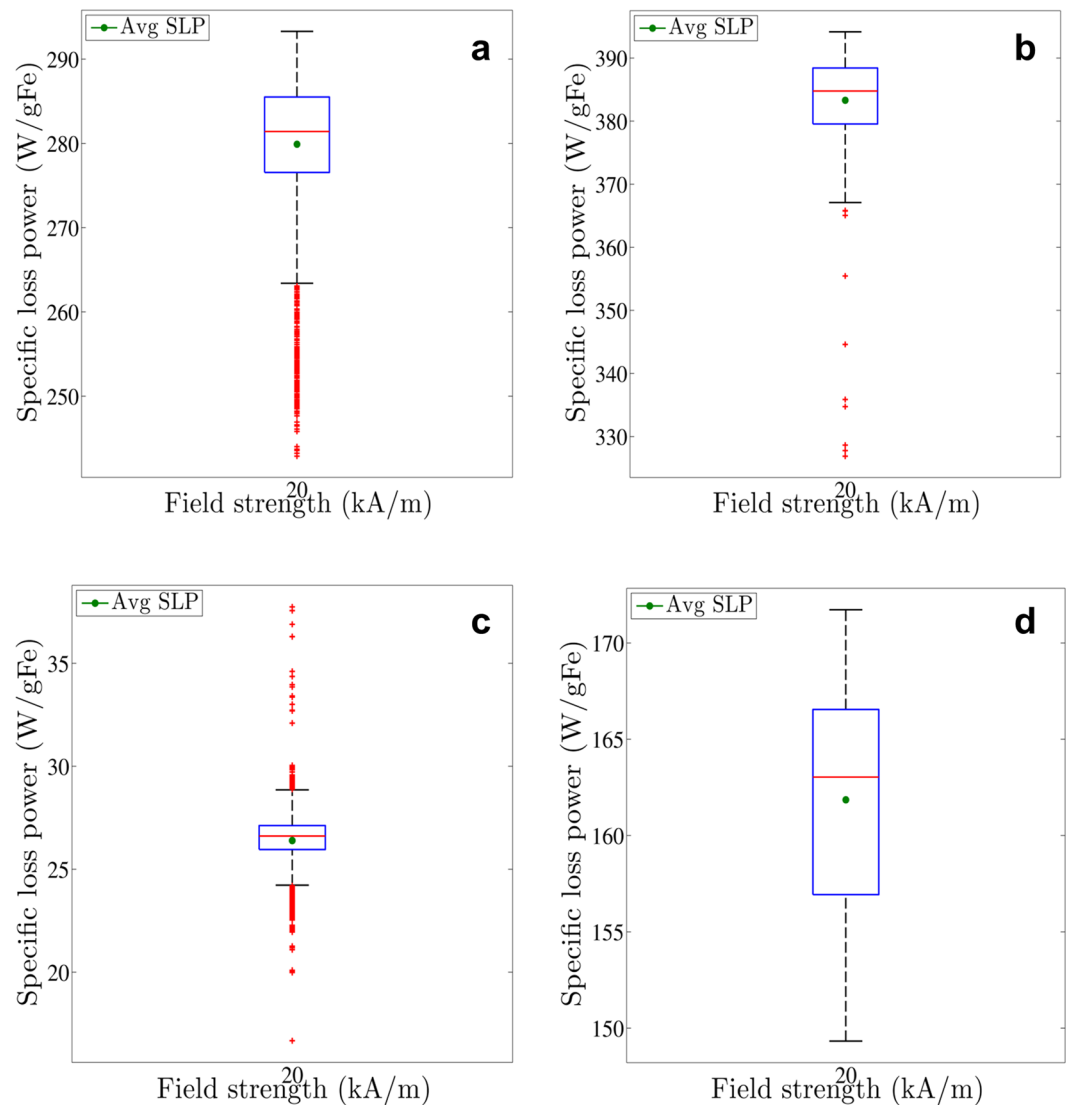 Avg SLP
a
Specific loss power (W/gFe)
290
280
270
260
250
20
Field strength (kA/m)
Avg SLP
b
Specific loss power (W/gFe)
390
380
370
360
350
340
330
20
Field strength (kA/m)
Avg SLP
c
Specific loss power (W/gFe)
35
30
25
20
20
Field strength (kA/m)
Avg SLP
d
Specific loss power (W/gFe)
170
165
160
155
150
20
Field strength (kA/m)